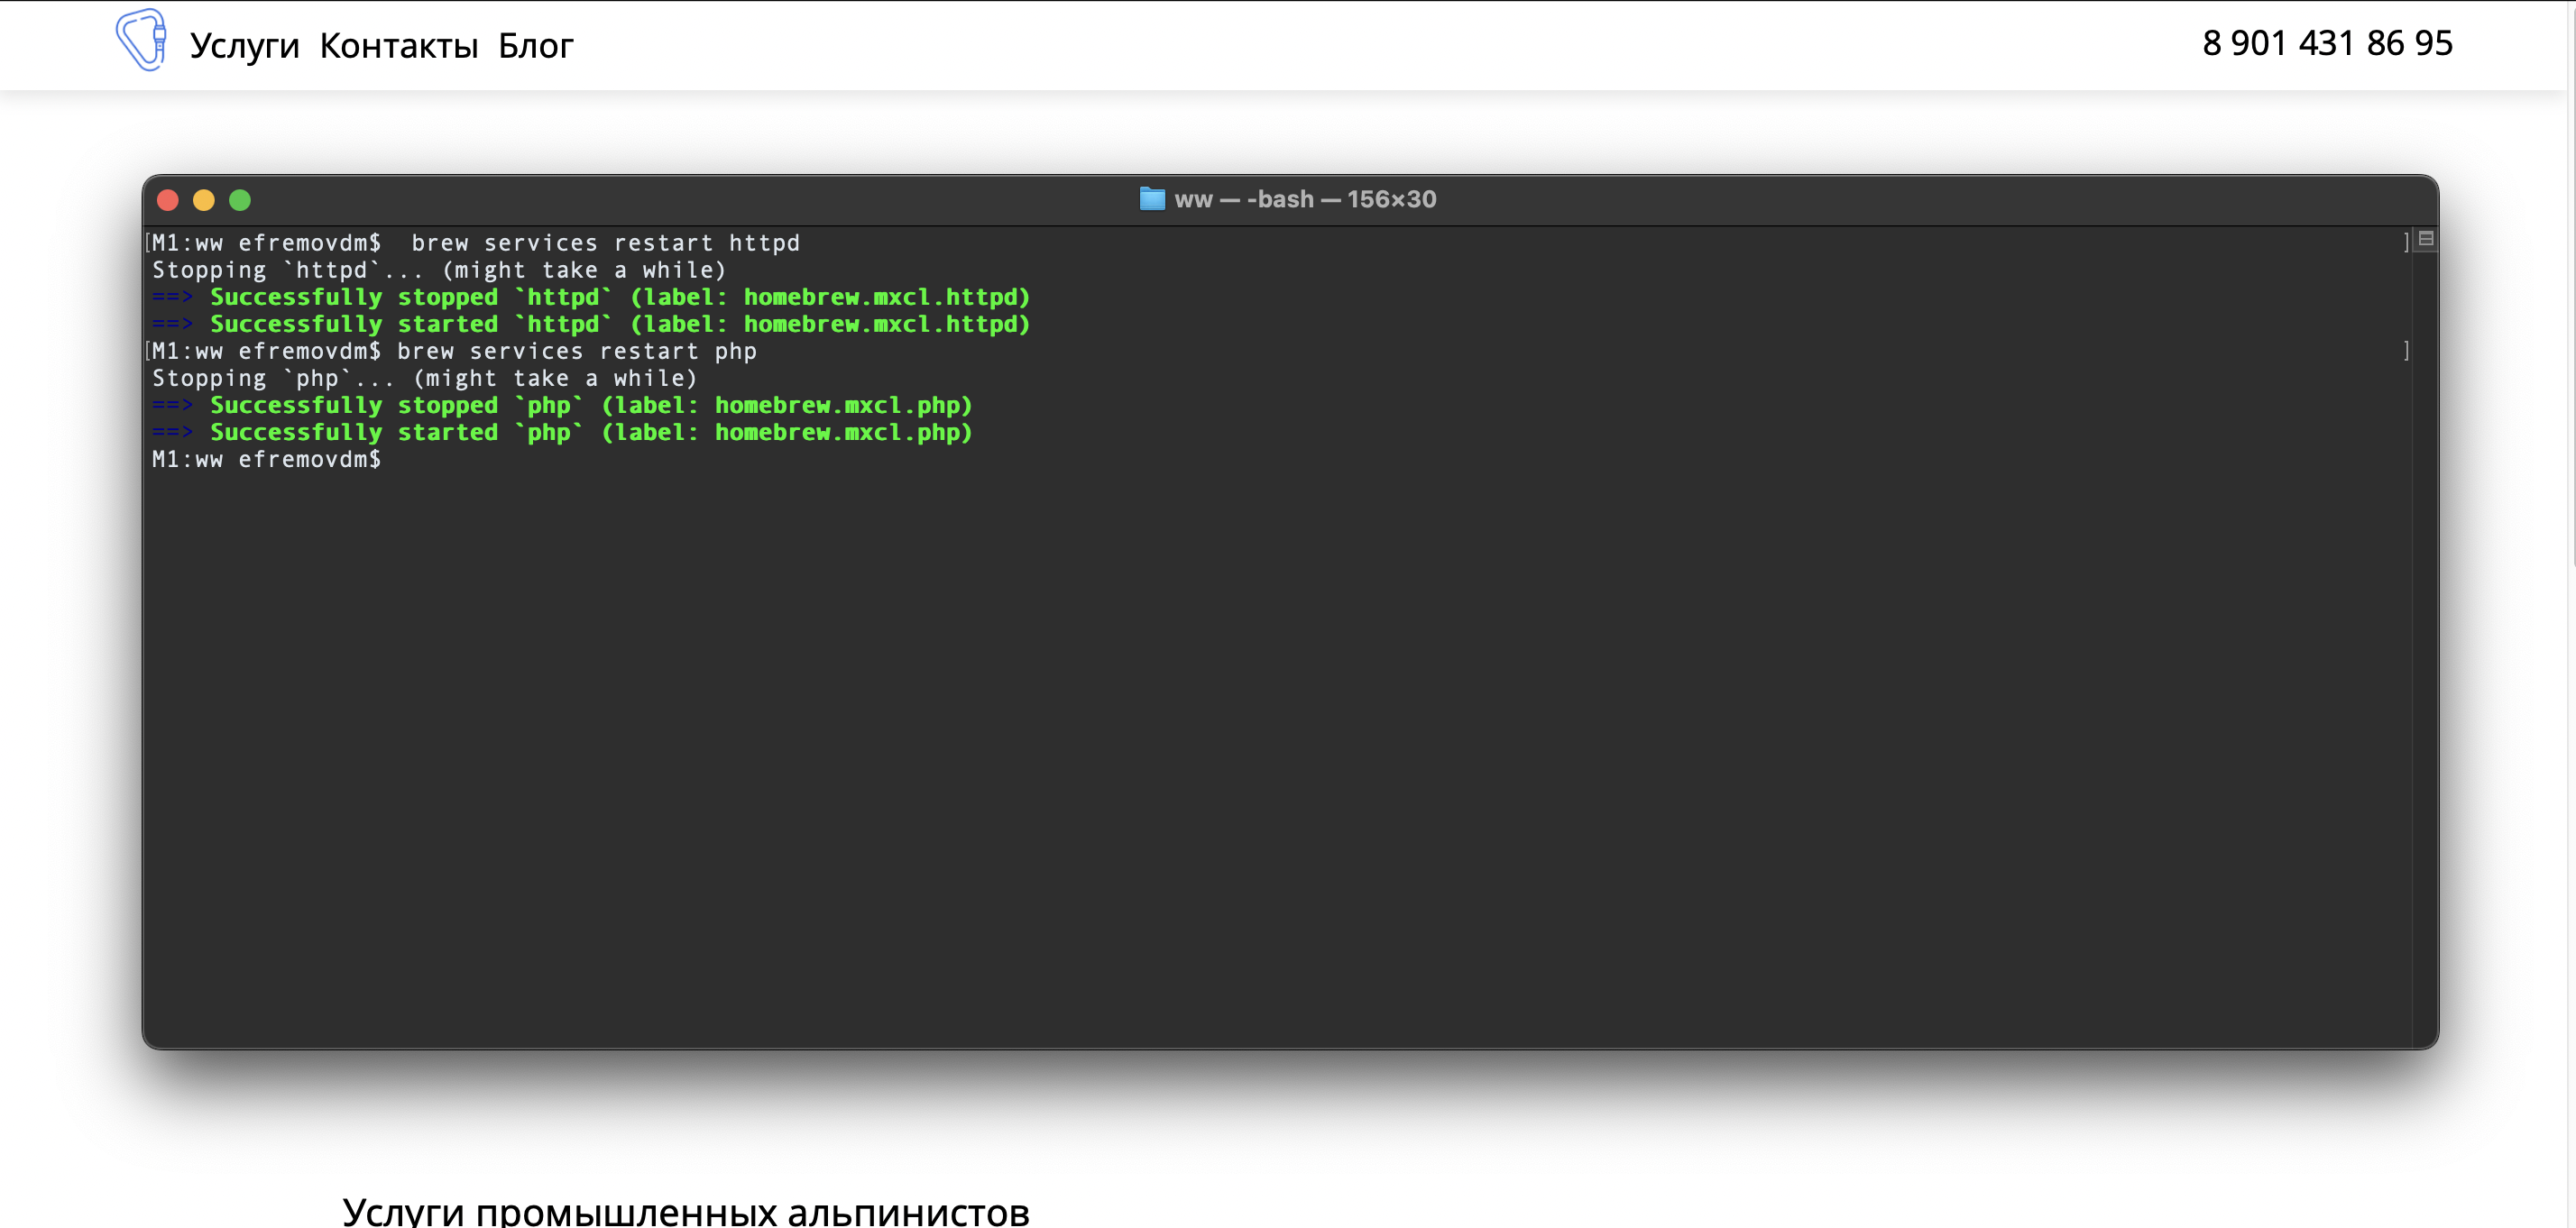 Услуги Контакты Блог
8 901 431 86 95
ww — -bash — 156×30
[M1:ww efremovdm$  brew services restart httpd ]
Stopping `httpd`... (might take a while)
==> Successfully stopped `httpd` (label: homebrew.mxcl.httpd)
==> Successfully started `httpd` (label: homebrew.mxcl.httpd)
[M1:ww efremovdm$ brew services restart php ]
Stopping `php`... (might take a while)
==> Successfully stopped `php` (label: homebrew.mxcl.php)
==> Successfully started `php` (label: homebrew.mxcl.php)
M1:ww efremovdm$
Услуги промышленных альпинистов